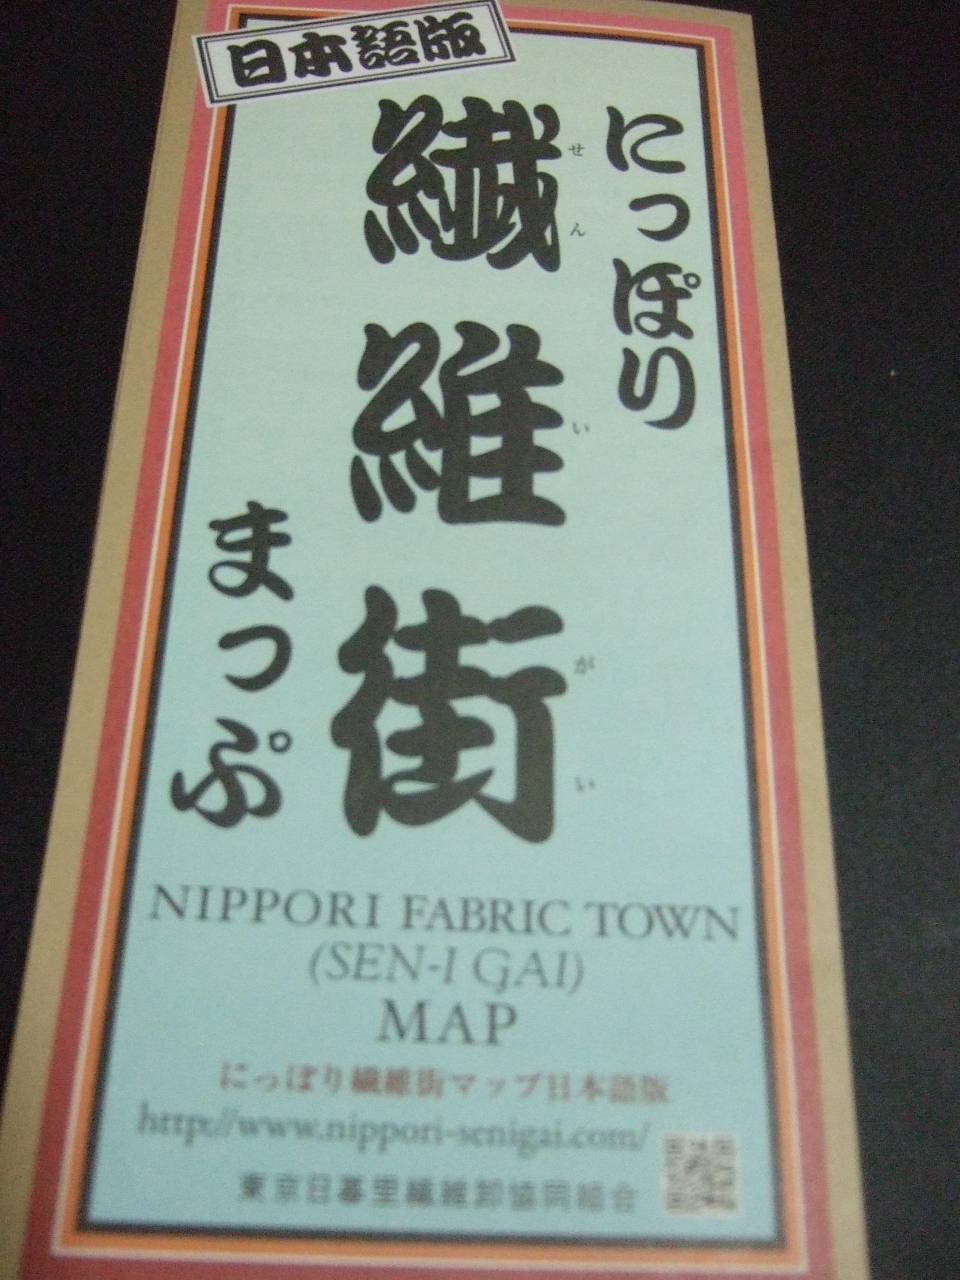 日本語版
にっぽり
繊維街
せんいがい
まっぷ
NIPPORI FABRIC TOWN
(SEN-I GAI)
MAP
にっぽり繊維街マップ日本語版
http://www.nippori-senigai.com/
東京日暮里繊維卸協同組合